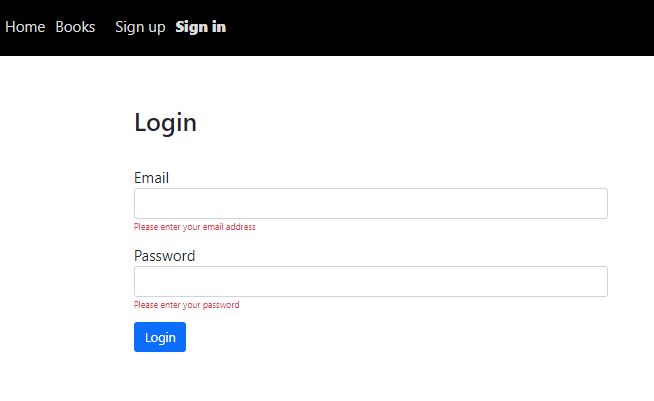 Home Books Sign up Sign in
Login
Email
Please enter your email address
Password
Please enter your password
Login